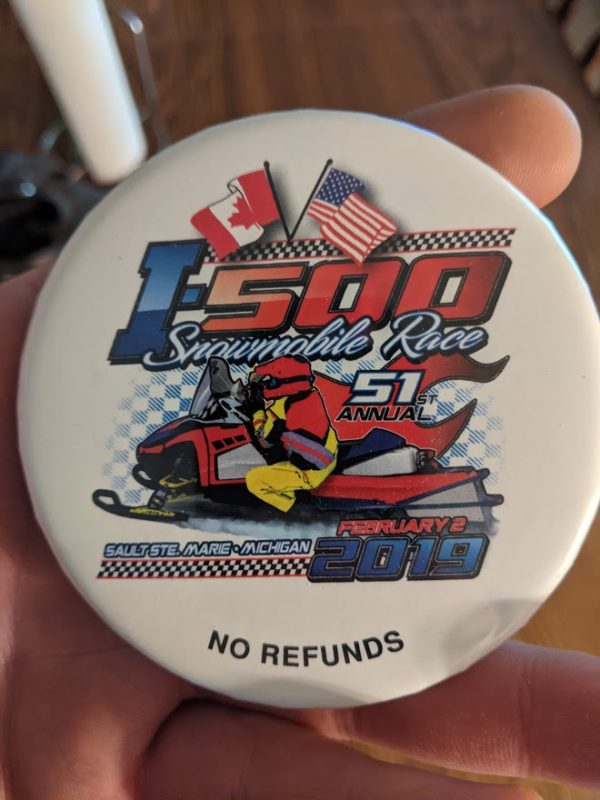 I-500
Snowmobile Race
51ST
ANNUAL
FEBRUARY 2
SAULT STE. MARIE • MICHIGAN
2019
NO REFUNDS